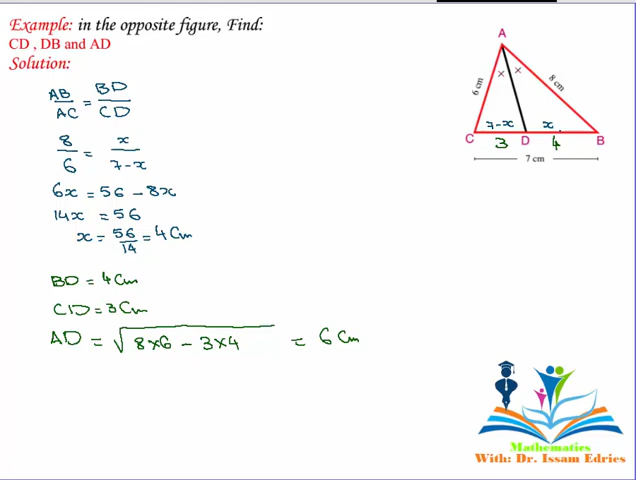 Example: in the opposite figure, Find:
CD , DB and AD
Solution:
AB/AC = BD/CD
8/6 = x/7-x
6x = 56 - 8x
14x = 56
x = 56/14 = 4 Cm
BD = 4 Cm
CD = 3 Cm
AD = √8×6 - 3×4 = 6 Cm
A
6 cm
8 cm
7-x x
C 3 D 4 B
7 cm
Mathematics
With: Dr. Issam Edries